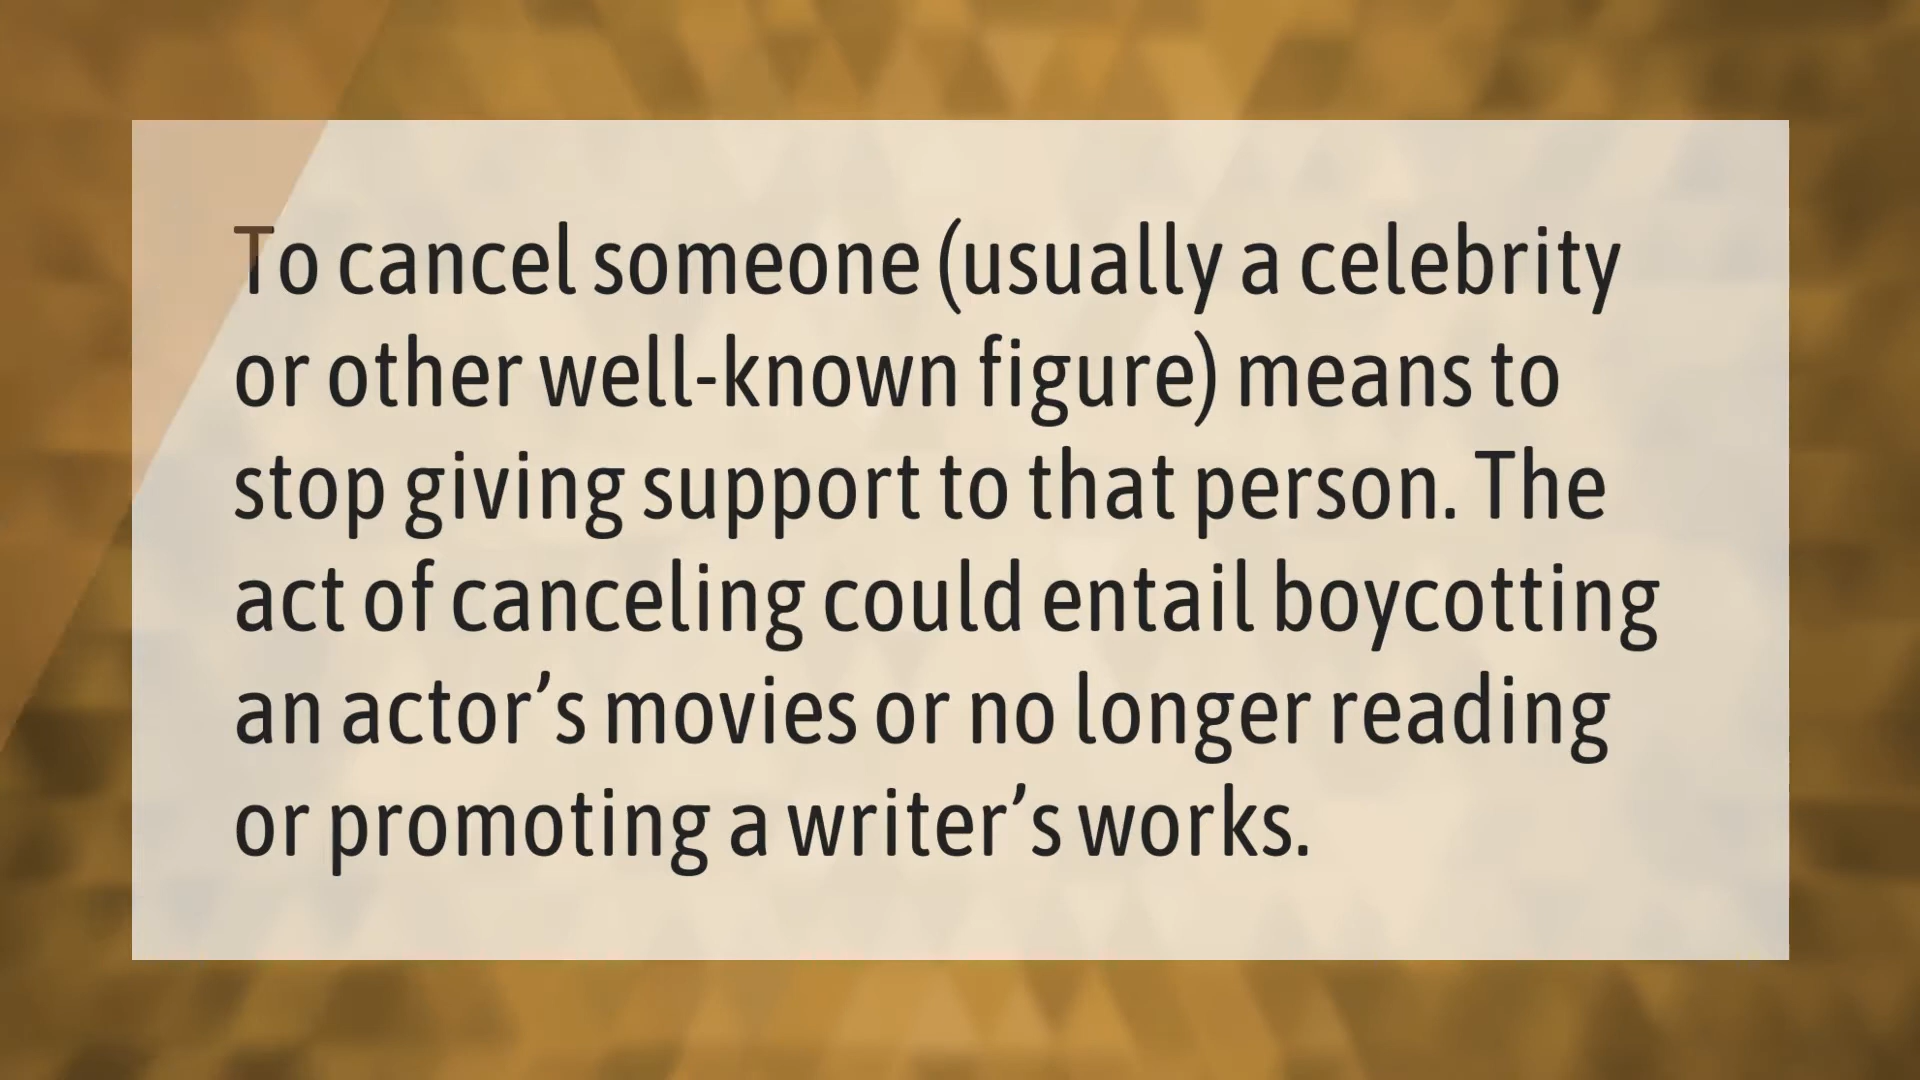 To cancel someone (usually a celebrity
or other well-known figure) means to
stop giving support to that person. The
act of canceling could entail boycotting
an actor’s movies or no longer reading
or promoting a writer’s works.